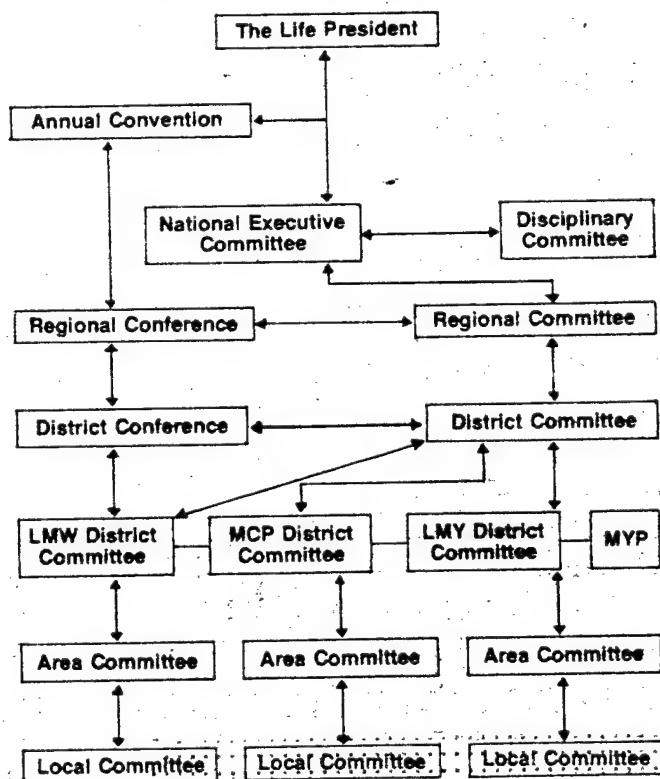 The Life President
Annual Convention
National Executive
Committee
Disciplinary
Committee
Regional Conference
Regional Committee
District Conference
District Committee
LMW District
Committee
MCP District
Committee
LMY District
Committee
MYP
Area Committee
Area Committee
Area Committee
Local Committee
Local Committee
Local Committee